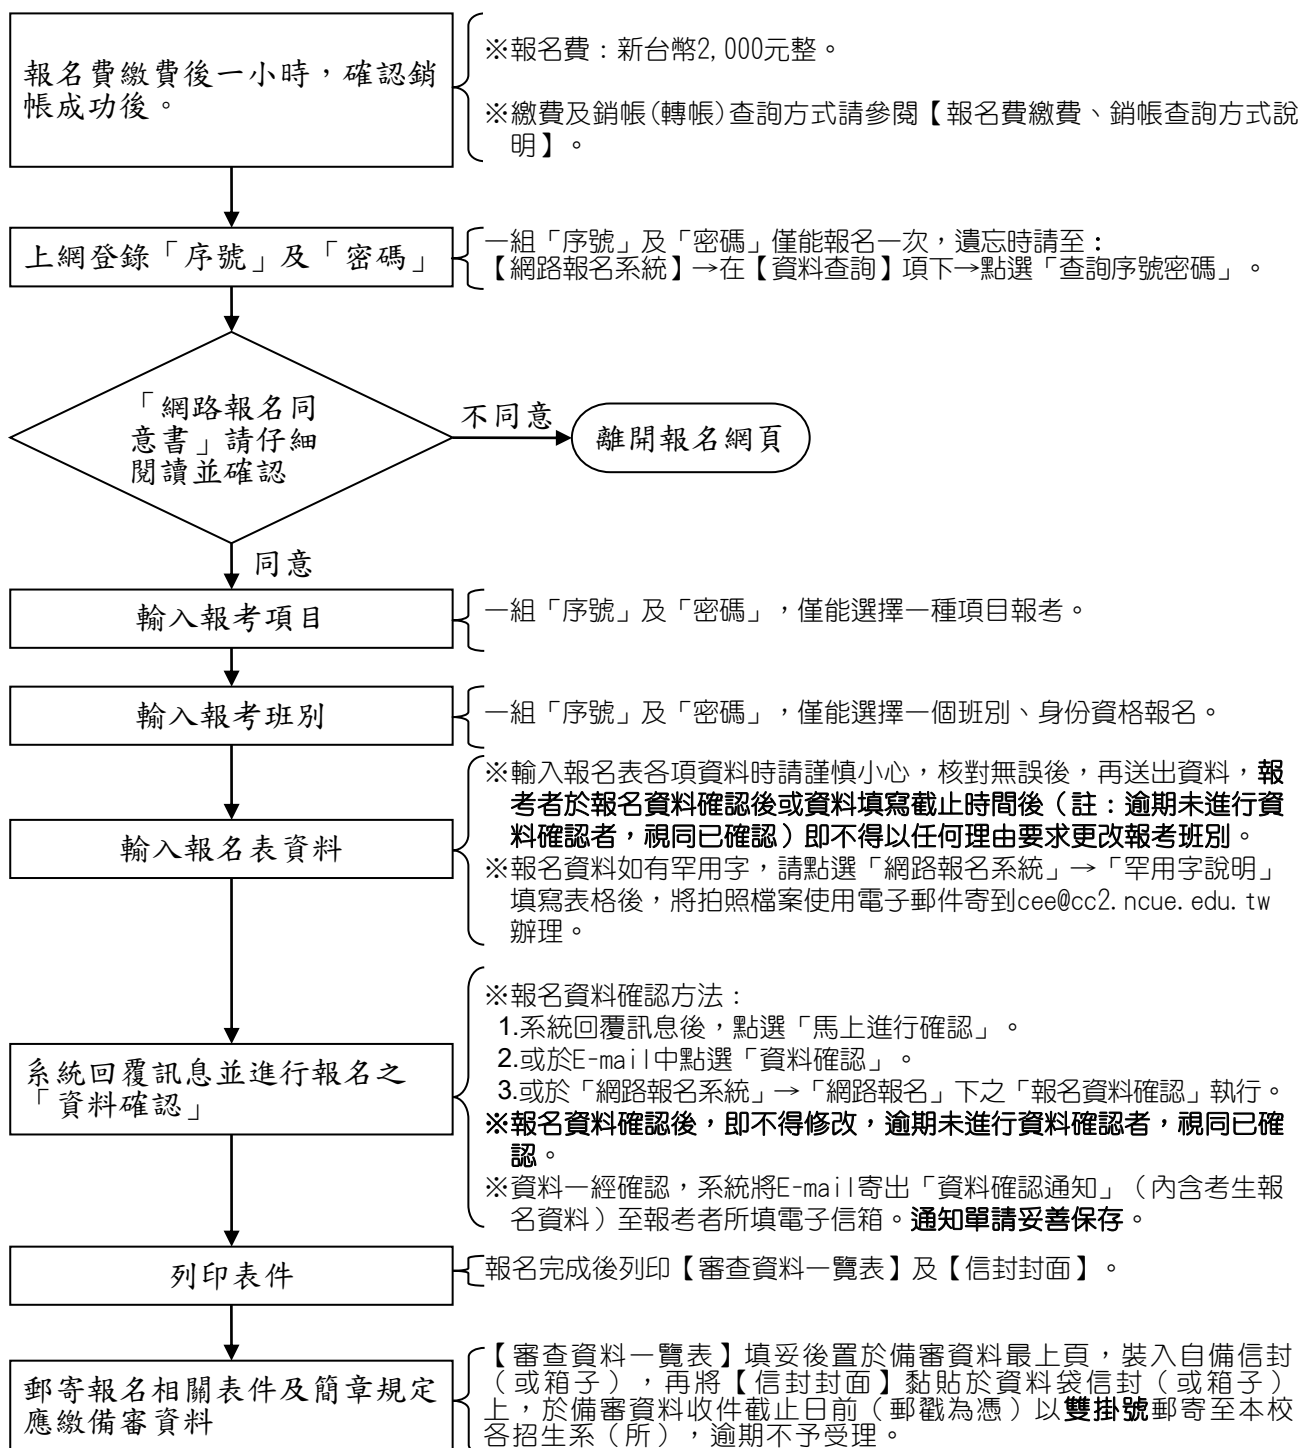 報名費繳費後一小時，確認銷
帳成功後。
※報名費：新台幣2,000元整。
※繳費及銷帳(轉帳)查詢方式請參閱【報名費繳費、銷帳查詢方式說
明】。
上網登錄「序號」及「密碼」
一組「序號」及「密碼」僅能報名一次，遺忘時請至：
【網路報名系統】→在【資料查詢】項下→點選「查詢序號密碼」。
「網路報名同
意書」請仔細
閱讀並確認
不同意
離開報名網頁
同意
輸入報考項目
一組「序號」及「密碼」，僅能選擇一種項目報考。
輸入報考班別
一組「序號」及「密碼」，僅能選擇一個班別、身份資格報名。
輸入報名表資料
※輸入報名表各項資料時請謹慎小心，核對無誤後，再送出資料，報
考者於報名資料確認後或資料填寫截止時間後（註：逾期未進行資
料確認者，視同已確認）即不得以任何理由要求更改報考班別。
※報名資料如有罕用字，請點選「網路報名系統」→「罕用字說明」
填寫表格後，將拍照檔案使用電子郵件寄到cee@cc2.ncue.edu.tw
辦理。
系統回覆訊息並進行報名之
「資料確認」
※報名資料確認方法：
1.系統回覆訊息後，點選「馬上進行確認」。
2.或於E-mail中點選「資料確認」。
3.或於「網路報名系統」→「網路報名」下之「報名資料確認」執行。
※報名資料確認後，即不得修改，逾期未進行資料確認者，視同已確
認。
※資料一經確認，系統將E-mail寄出「資料確認通知」（內含考生報
名資料）至報考者所填電子信箱。通知單請妥善保存。
列印表件
報名完成後列印【審查資料一覽表】及【信封封面】。
郵寄報名相關表件及簡章規定
應繳備審資料
【審查資料一覽表】填妥後置於備審資料最上頁，裝入自備信封
（或箱子），再將【信封封面】黏貼於資料袋信封（或箱子）
上，於備審資料收件截止日前（郵戳為憑）以雙掛號郵寄至本校
各招生系（所），逾期不予受理。